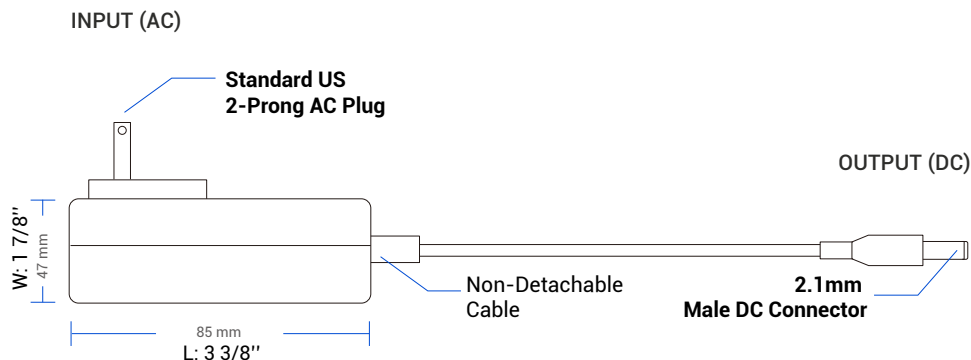 INPUT (AC)
Standard US
2-Prong AC Plug
OUTPUT (DC)
W: 1 7/8''
47 mm
Non-Detachable
Cable
2.1mm
Male DC Connector
85 mm
L: 3 3/8''